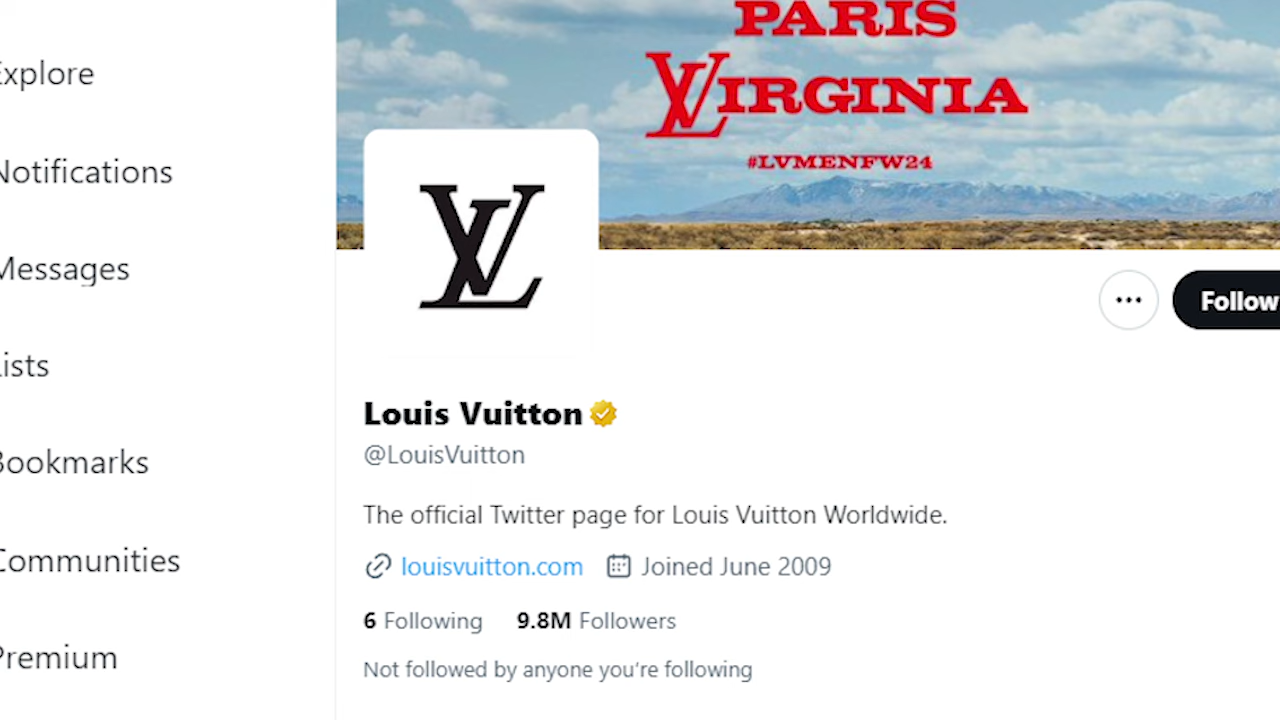 PARIS
VIRGINIA
#LVMENFW24
Explore
Notifications
Messages
Lists
Bookmarks
Communities
Premium
LV
Follow
Louis Vuitton
@LouisVuitton
The official Twitter page for Louis Vuitton Worldwide.
louisvuitton.com Joined June 2009
6 Following 9.8M Followers
Not followed by anyone you're following